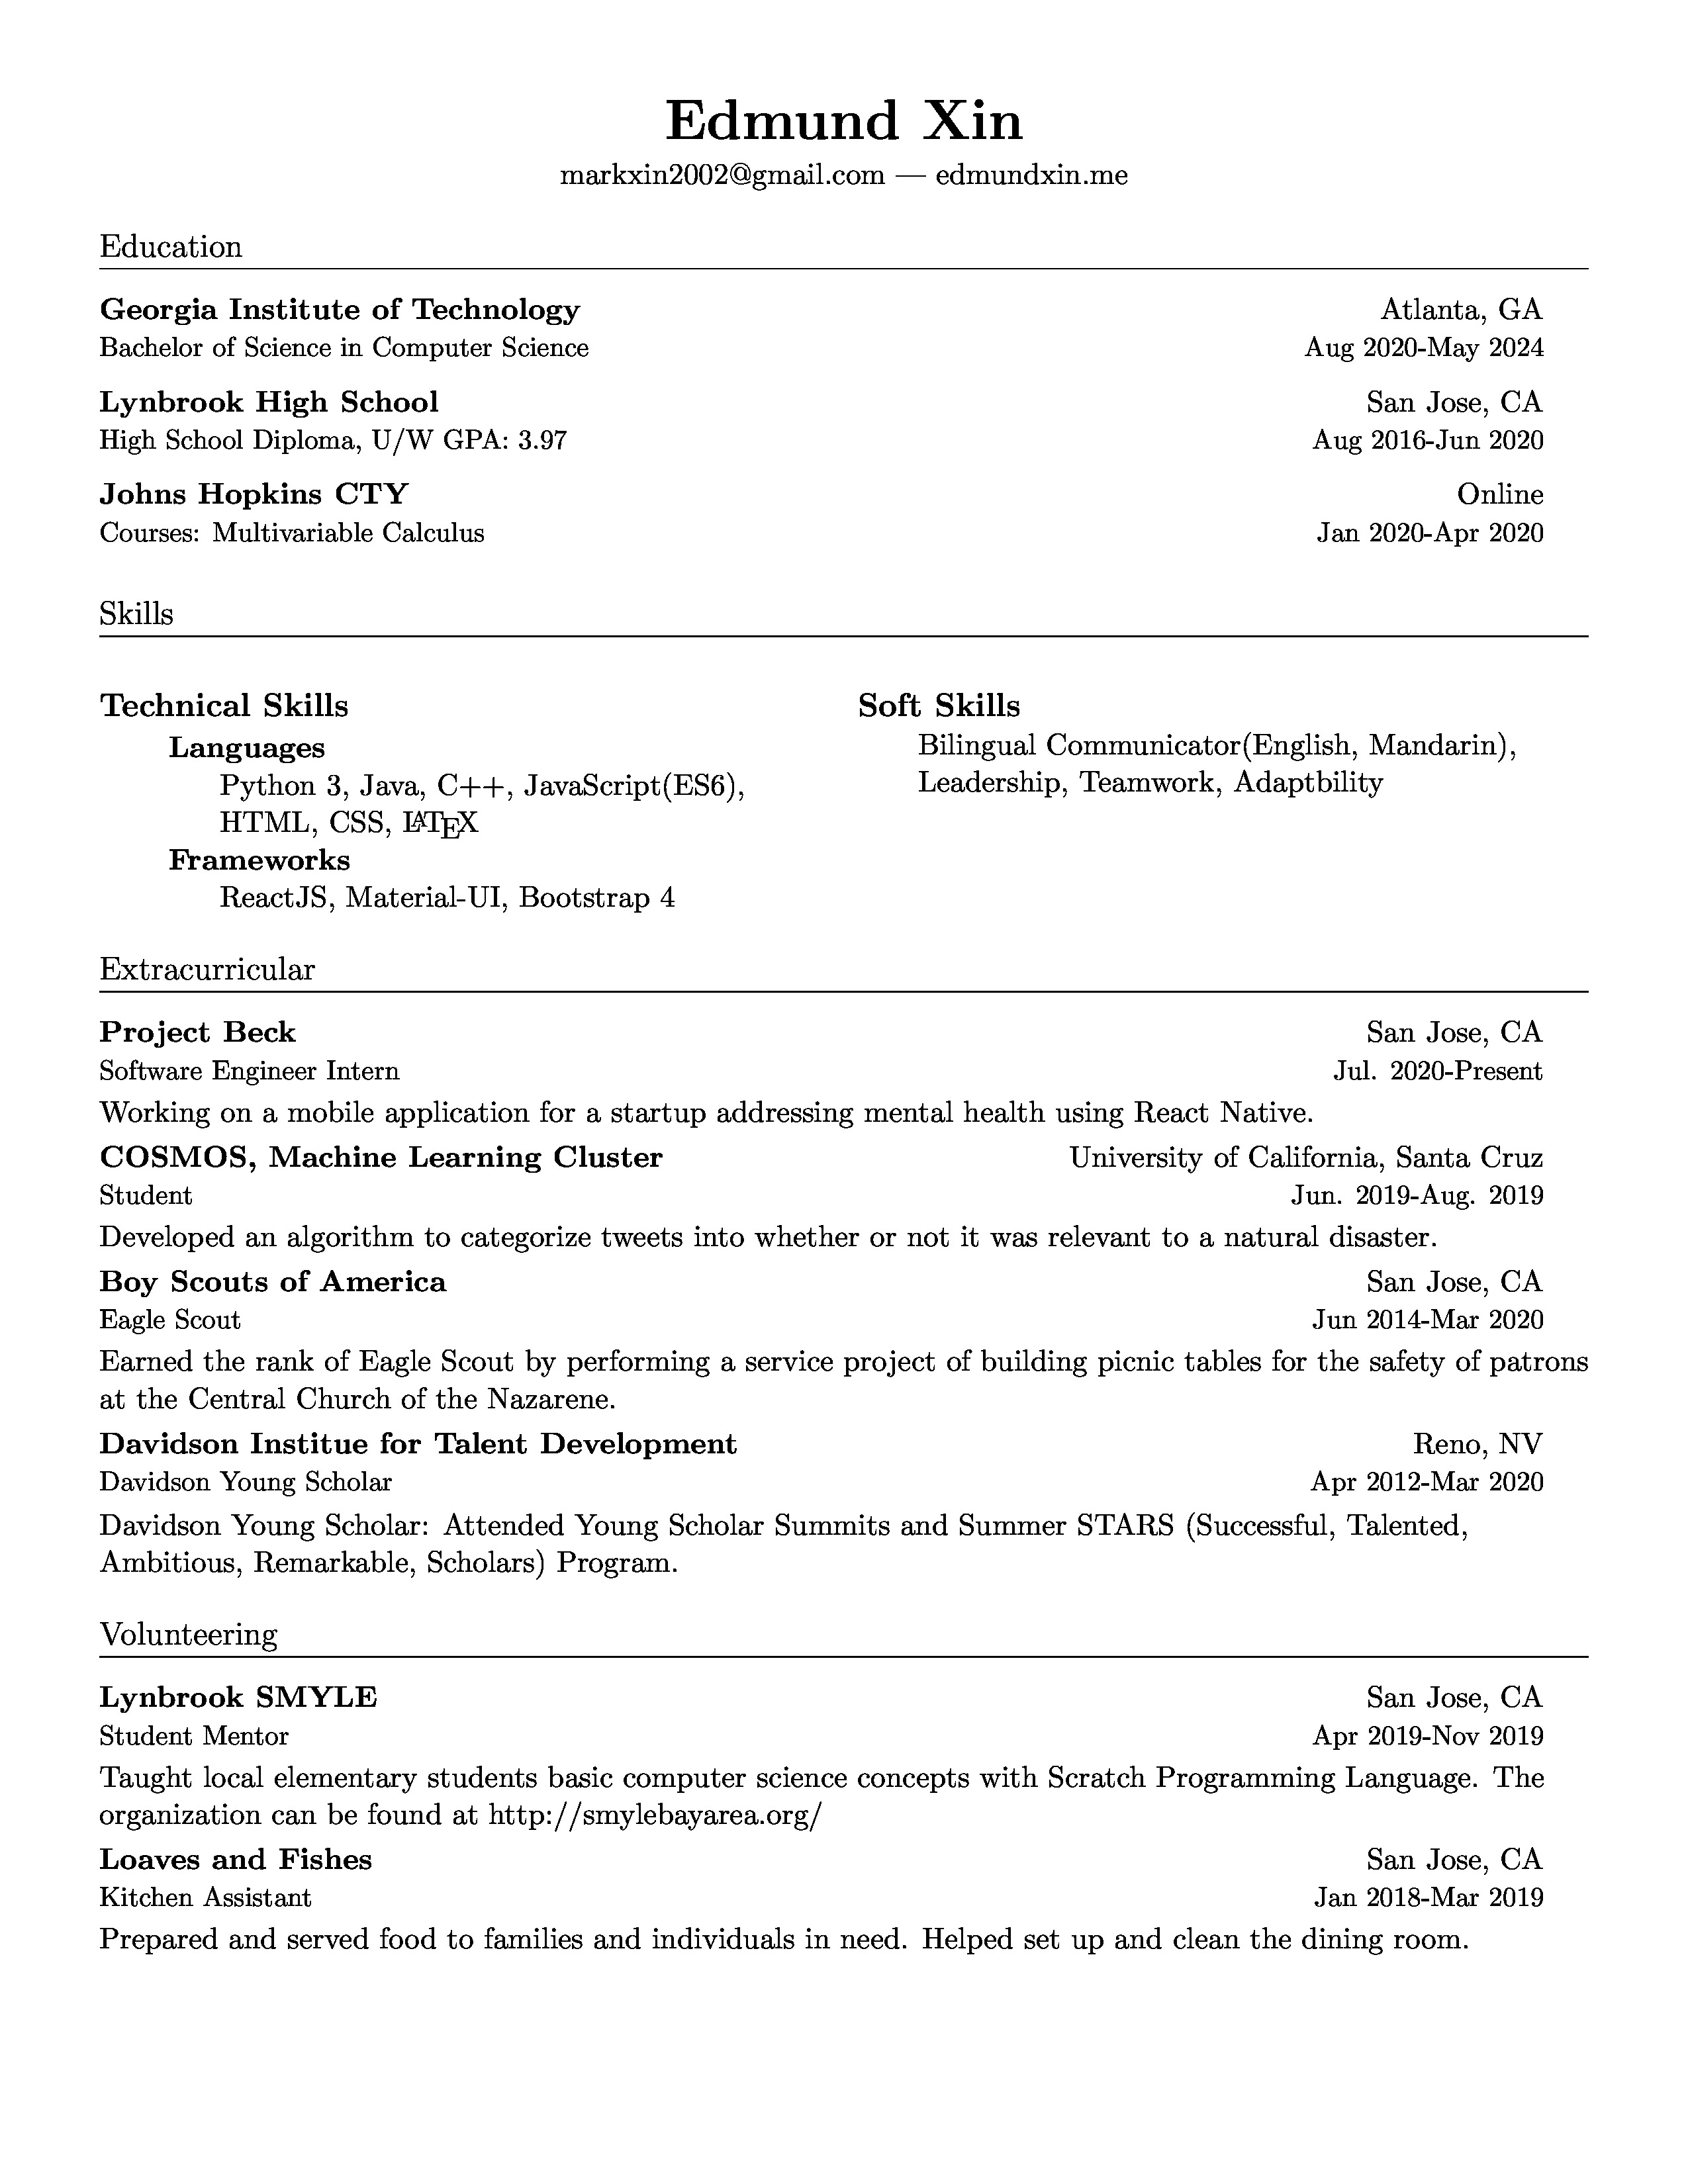 Edmund Xin
markxin2002@gmail.com — edmundxin.me
Education
Georgia Institute of Technology Atlanta, GA
Bachelor of Science in Computer Science Aug 2020-May 2024
Lynbrook High School San Jose, CA
High School Diploma, U/W GPA: 3.97 Aug 2016-Jun 2020
Johns Hopkins CTY Online
Courses: Multivariable Calculus Jan 2020-Apr 2020
Skills
Technical Skills
Languages
Python 3, Java, C++, JavaScript(ES6),
HTML, CSS, LATEX
Frameworks
ReactJS, Material-UI, Bootstrap 4
Soft Skills
Bilingual Communicator(English, Mandarin),
Leadership, Teamwork, Adaptbility
Extracurricular
Project Beck San Jose, CA
Software Engineer Intern Jul. 2020-Present
Working on a mobile application for a startup addressing mental health using React Native.
COSMOS, Machine Learning Cluster University of California, Santa Cruz
Student Jun. 2019-Aug. 2019
Developed an algorithm to categorize tweets into whether or not it was relevant to a natural disaster.
Boy Scouts of America San Jose, CA
Eagle Scout Jun 2014-Mar 2020
Earned the rank of Eagle Scout by performing a service project of building picnic tables for the safety of patrons
at the Central Church of the Nazarene.
Davidson Institue for Talent Development Reno, NV
Davidson Young Scholar Apr 2012-Mar 2020
Davidson Young Scholar: Attended Young Scholar Summits and Summer STARS (Successful, Talented,
Ambitious, Remarkable, Scholars) Program.
Volunteering
Lynbrook SMYLE San Jose, CA
Student Mentor Apr 2019-Nov 2019
Taught local elementary students basic computer science concepts with Scratch Programming Language. The
organization can be found at http://smylebayarea.org/
Loaves and Fishes San Jose, CA
Kitchen Assistant Jan 2018-Mar 2019
Prepared and served food to families and individuals in need. Helped set up and clean the dining room.